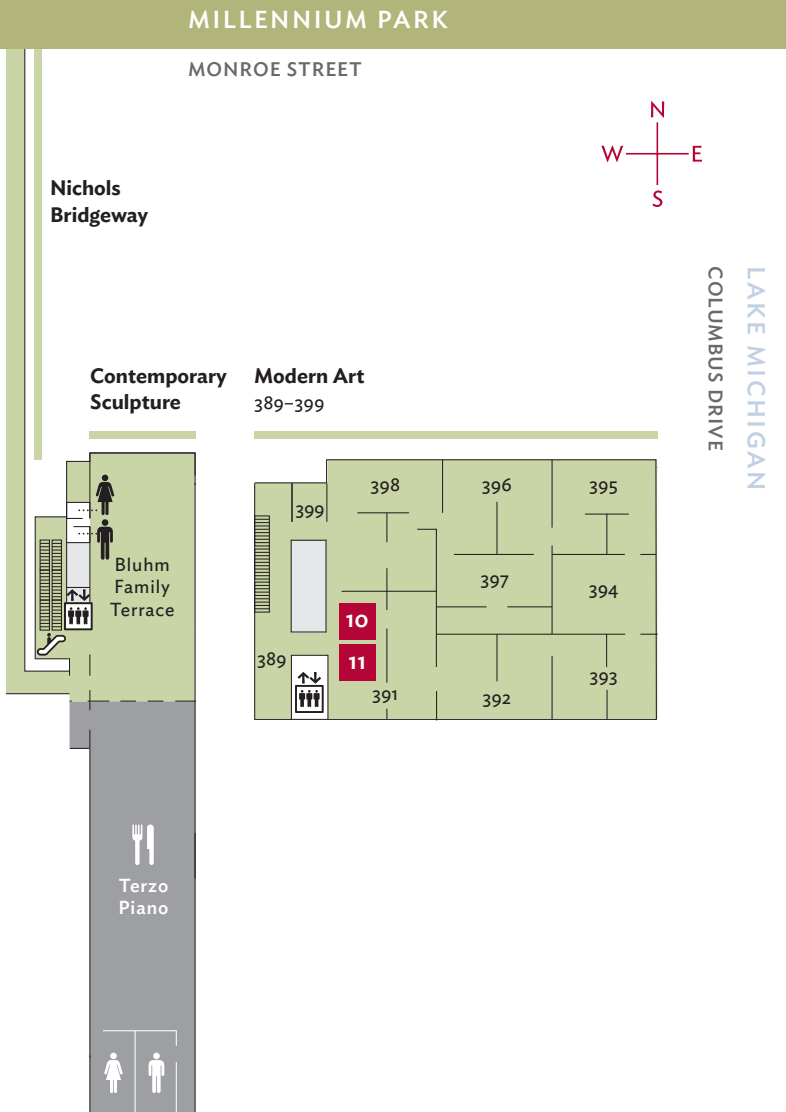 MILLENNIUM PARK
MONROE STREET
N
W E
S
Nichols
Bridgeway
LAKE MICHIGAN
COLUMBUS DRIVE
Contemporary
Sculpture
Modern Art
389–399
398
396
395
399
Bluhm
Family
Terrace
397
394
10
389
11
391
392
393
Terzo
Piano